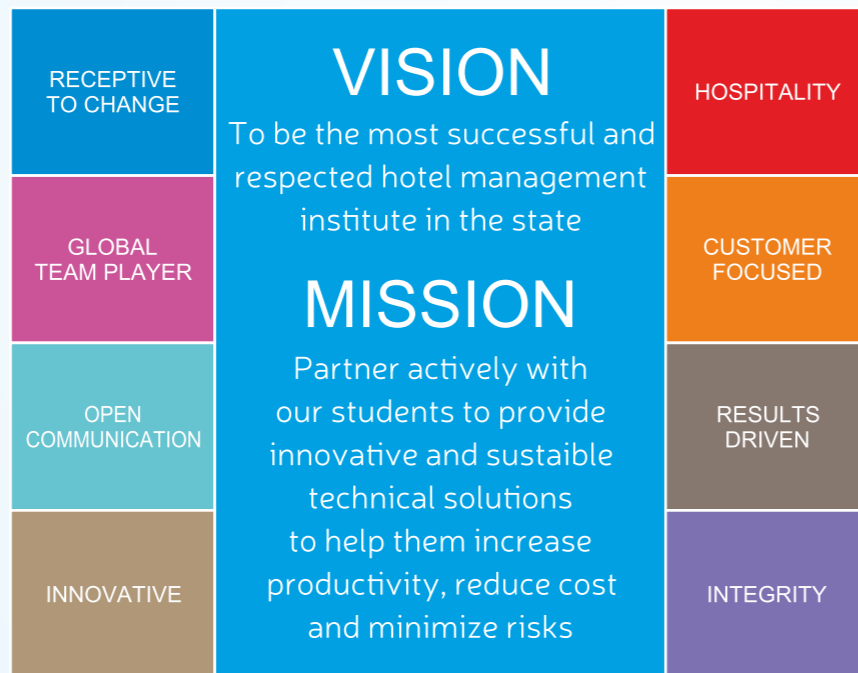 RECEPTIVE
TO CHANGE
GLOBAL
TEAM PLAYER
OPEN
COMMUNICATION
INNOVATIVE
VISION
To be the most successful and
respected hotel management
institute in the state
MISSION
Partner actively with
our students to provide
innovative and sustaible
technical solutions
to help them increase
productivity, reduce cost
and minimize risks
HOSPITALITY
CUSTOMER
FOCUSED
RESULTS
DRIVEN
INTEGRITY